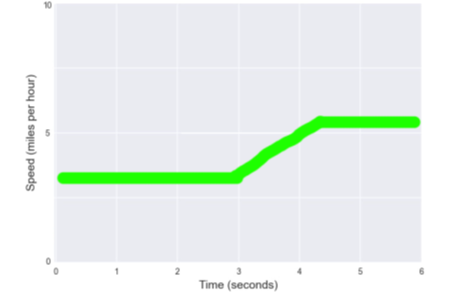 10
Speed (miles per hour)
5
0
0 1 2 3 4 5 6
Time (seconds)